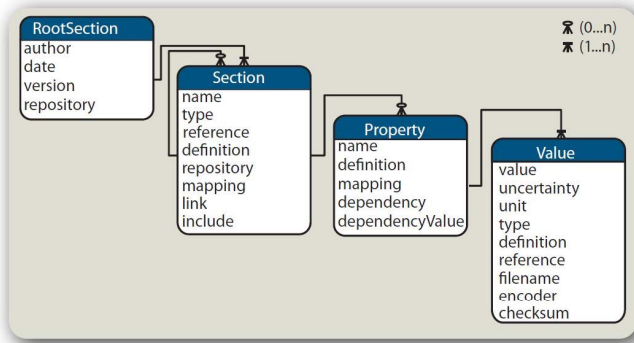 RootSection
author
date
version
repository
(0...n)
(1...n)
Section
name
type
reference
definition
repository
mapping
link
include
Property
name
definition
mapping
dependency
dependencyValue
Value
value
uncertainty
unit
type
definition
reference
filename
encoder
checksum